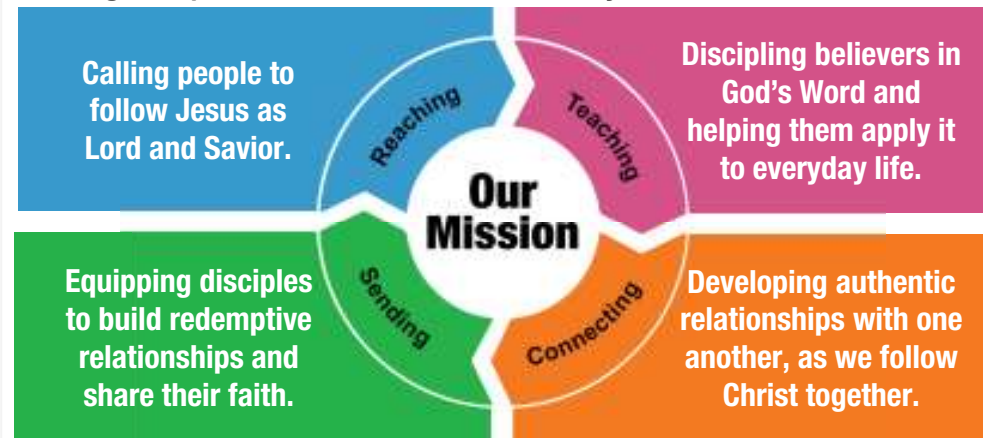 Calling people to
follow Jesus as
Lord and Savior.
Reaching
Teaching
Discipling believers in
God's Word and
helping them apply it
to everyday life.
Our
Mission
Equipping disciples
to build redemptive
relationships and
share their faith.
Sending
Connecting
Developing authentic
relationships with one
another, as we follow
Christ together.